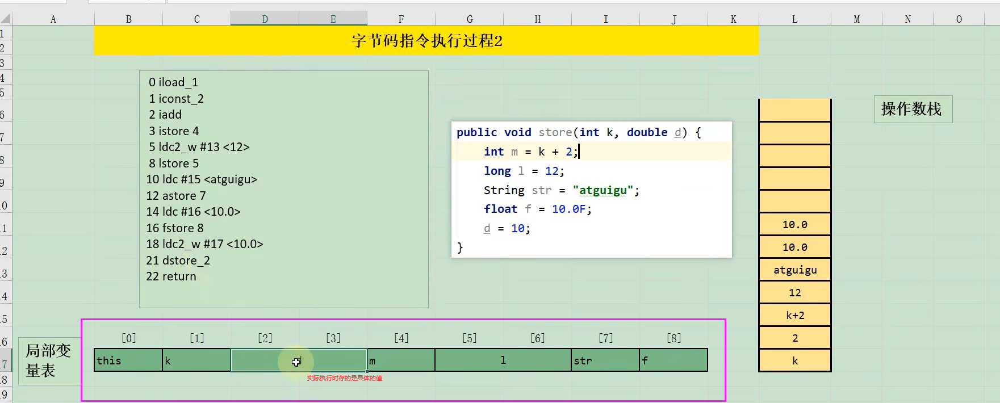 A B C D E F G H I J K L M N O
字节码指令执行过程2
0 iload_1
1 iconst_2
2 iadd
3 istore 4
5 ldc2_w #13 <12>
8 lstore 5
10 ldc #15 <atguigu>
12 astore 7
14 ldc #16 <10.0>
16 fstore 8
18 ldc2_w #17 <10.0>
21 dstore_2
22 return
public void store(int k, double d) {
int m = k + 2;
long l = 12;
String str = "atguigu";
float f = 10.0F;
d = 10;
}
操作数栈
10.0
10.0
atguigu
12
k+2
2
k
局部变
量表
[0] [1] [2] [3] [4] [5] [6] [7] [8]
this k m l str f
实际执行时存的是具体的值